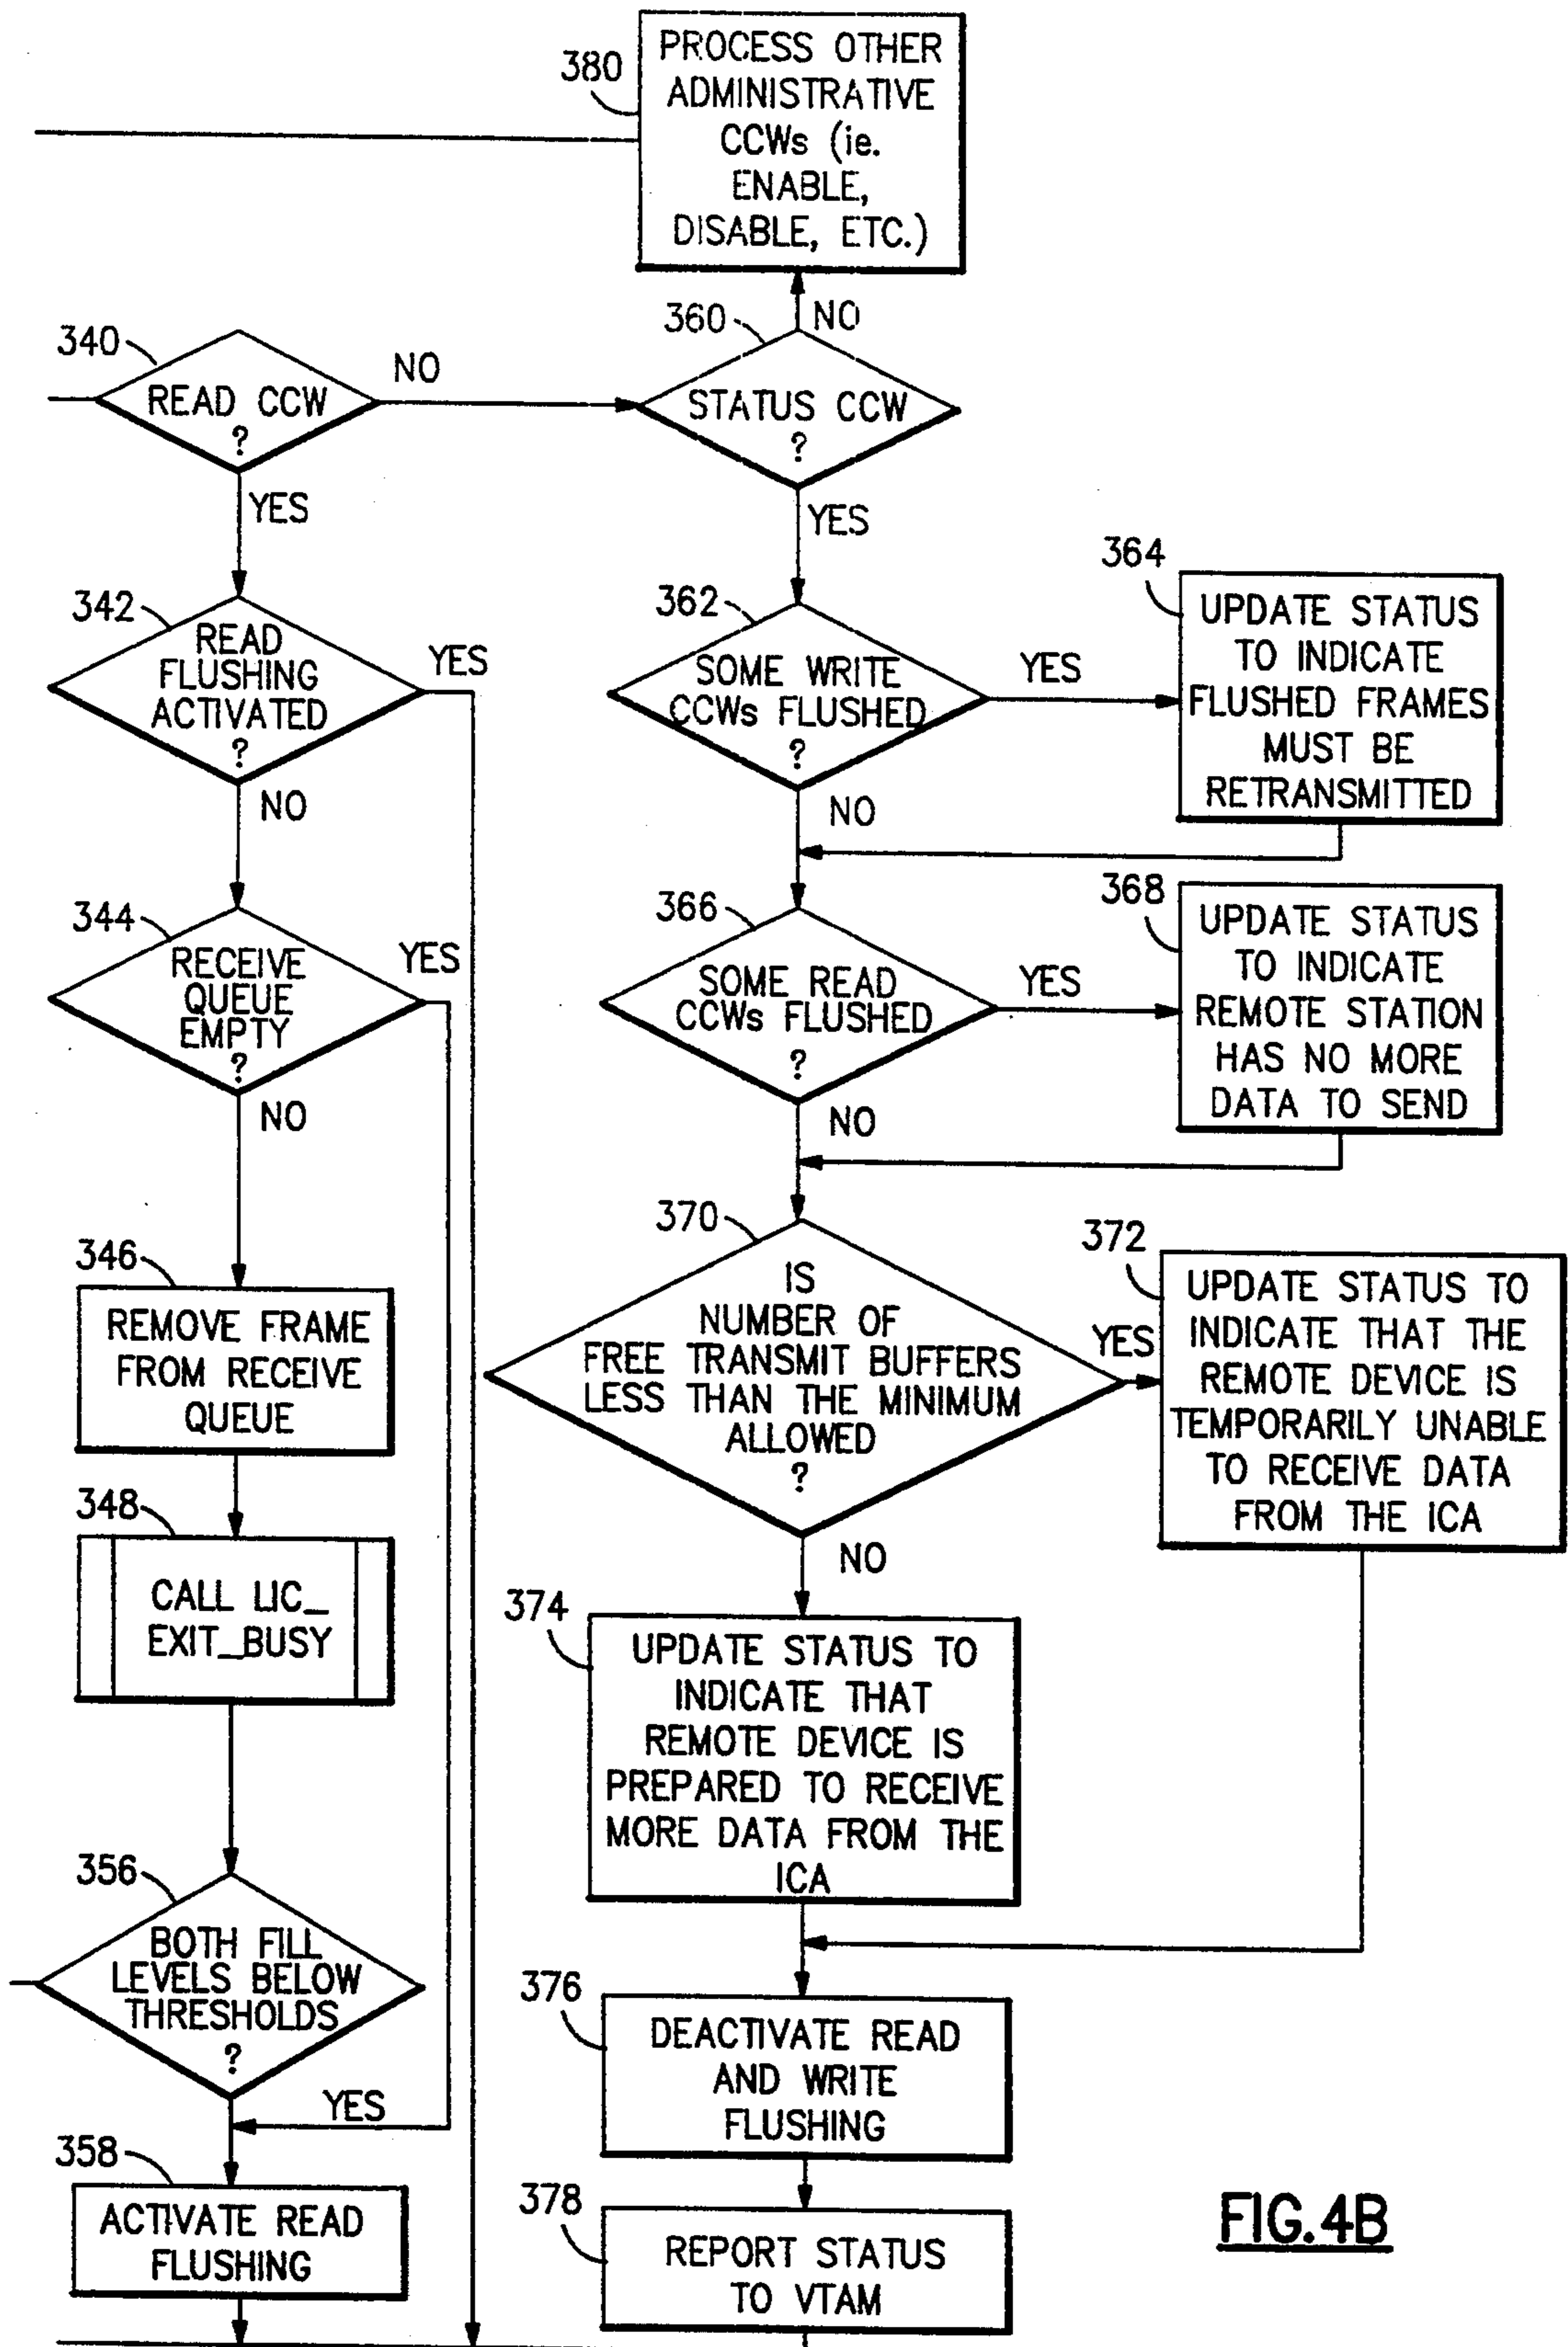 380
PROCESS OTHER
ADMINISTRATIVE
CCWs (ie.
ENABLE,
DISABLE, ETC.)
340
READ CCW
?
NO
360
NO
STATUS CCW
?
YES
YES
342
READ
FLUSHING
ACTIVATED
?
YES
NO
362
SOME WRITE
CCWs FLUSHED
?
YES
NO
364
UPDATE STATUS
TO INDICATE
FLUSHED FRAMES
MUST BE
RETRANSMITTED
344
RECEIVE
QUEUE
EMPTY
?
YES
NO
366
SOME READ
CCWs FLUSHED
?
YES
NO
368
UPDATE STATUS
TO INDICATE
REMOTE STATION
HAS NO MORE
DATA TO SEND
346
REMOVE FRAME
FROM RECEIVE
QUEUE
370
IS
NUMBER OF
FREE TRANSMIT BUFFERS
LESS THAN THE MINIMUM
ALLOWED
?
YES
NO
372
UPDATE STATUS TO
INDICATE THAT THE
REMOTE DEVICE IS
TEMPORARILY UNABLE
TO RECEIVE DATA
FROM THE ICA
348
CALL LIC_
EXIT_BUSY
374
UPDATE STATUS TO
INDICATE THAT
REMOTE DEVICE IS
PREPARED TO RECEIVE
MORE DATA FROM THE
ICA
356
BOTH FILL
LEVELS BELOW
THRESHOLDS
?
YES
376
DEACTIVATE READ
AND WRITE
FLUSHING
358
ACTIVATE READ
FLUSHING
378
REPORT STATUS
TO VTAM
FIG.4B